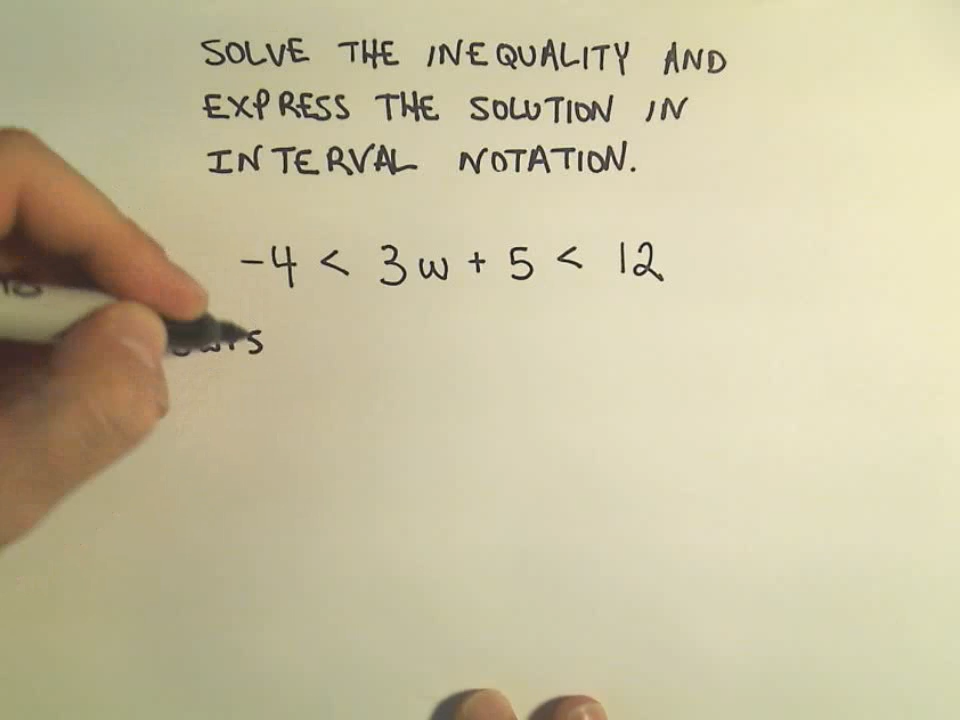 SOLVE THE INEQUALITY AND
EXPRESS THE SOLUTION IN
INTERVAL NOTATION.
-4 < 3w + 5 < 12